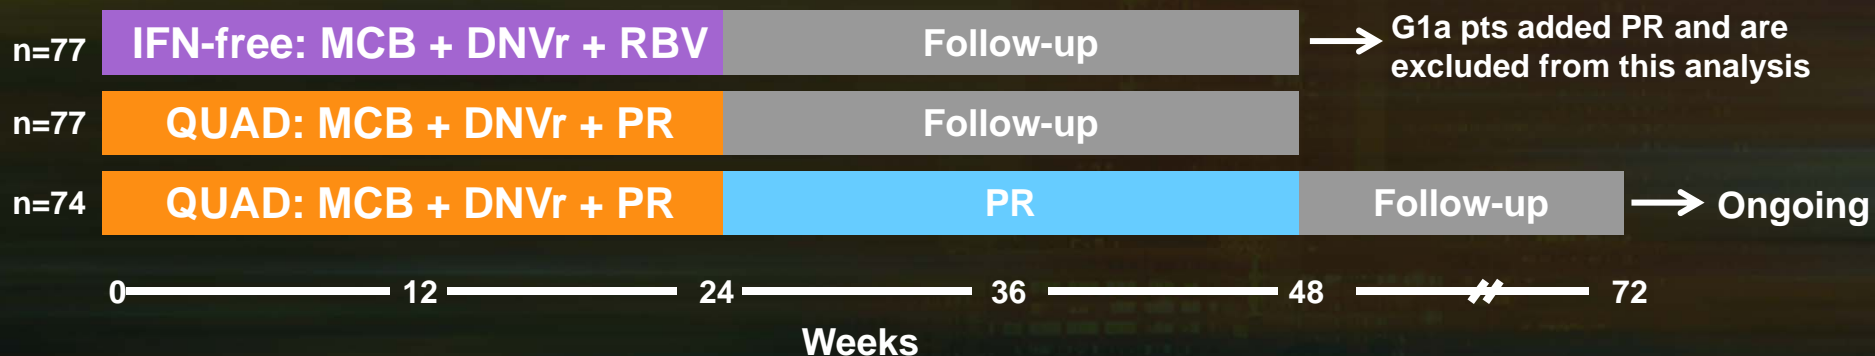 n=77 IFN-free: MCB + DNVr + RBV Follow-up G1a pts added PR and are
excluded from this analysis
n=77 QUAD: MCB + DNVr + PR Follow-up
n=74 QUAD: MCB + DNVr + PR PR Follow-up Ongoing
0 12 24 36 48 72
Weeks